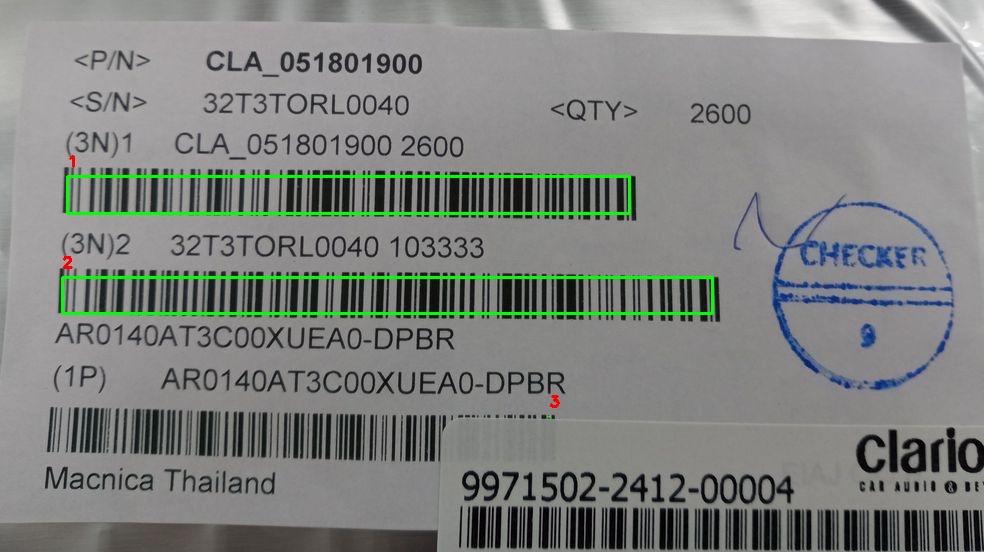 <P/N> CLA_051801900
<S/N> 32T3TORL0040 <QTY> 2600
(3N)1 CLA_051801900 2600
1
(3N)2 32T3TORL0040 103333
2
CHECKER
9
AR0140AT3C00XUEA0-DPBR
(1P) AR0140AT3C00XUEA0-DPBR
3
Macnica Thailand
Clario
CAR AUDIO & BE
9971502-2412-00004